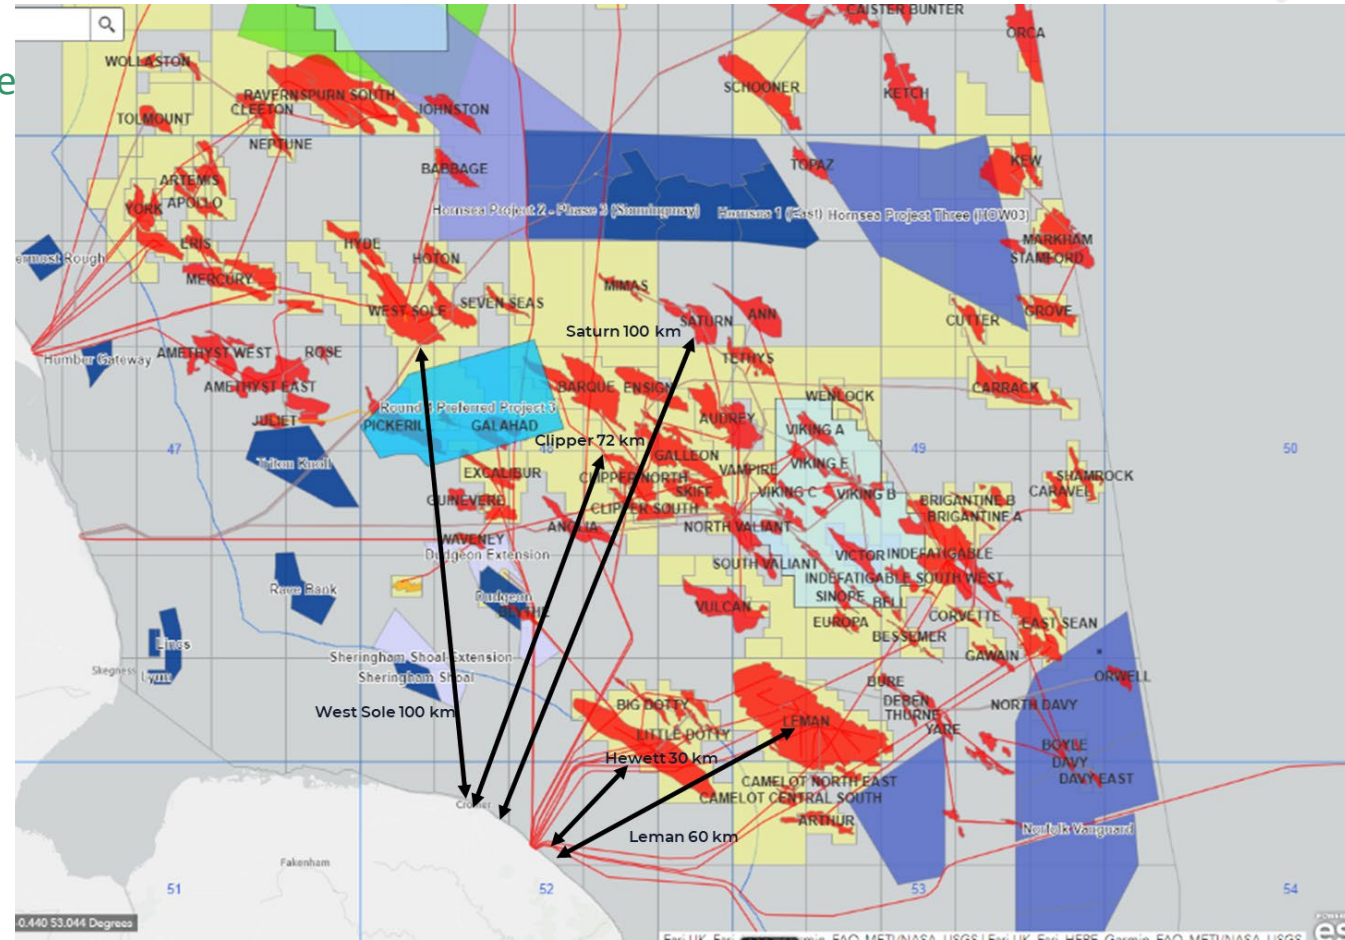 e
CAISTER BUNTER
ORCA
WOLLASTON
SCHOONER
KETCH
RAVERNSPURN SOUTH
CLEETON
JOHNSTON
TOLMOUNT
NEPTUNE
BABBAGE
TOPAZ
KEW
ARTEMIS
APOLLO
YORK
Hornsea 1 (East)
Hornsea Project Three (HOW03)
ERIS
HYDE
HOTON
MARKHAM
STAMFORD
MERCURY
MIMAS
SEVEN SEAS
WEST SOLE
SATURN
ANN
GROVE
CUTTER
Saturn 100 km
Humber Gateway
AMETHYST WEST
ROSE
TETHYS
AMETHYST EAST
BARQUE
ENSIGN
CARRACK
WENLOCK
Preferred Project 3
JULIET
PICKERIL
GALAHAD
AUDREY
VIKING A
Clipper 72 km
47
49
50
Triton Knoll
GALLEON
VIKING E
EXCALIBUR
CLIPPER NORTH
VAMPIRE
SHAMROCK
SKIFF
VIKING C
VIKING B
CARAVEL
GUINEVERE
CLIPPER SOUTH
BRIGANTINE B
BRIGANTINE A
ANGLIA
NORTH VALIANT
WAVENEY
Dudgeon Extension
VICTOR
INDEFATIGABLE
SOUTH VALIANT
INDEFATIGABLE SOUTH WEST
Race Bank
Dudgeon
SINOPE
BELL
VULCAN
EUROPA
CORVETTE
EAST SEAN
BESSEMER
Lincs
Sheringham Shoal Extension
GAWAIN
Skegness
Lynn
Sheringham Shoal
ORWELL
BURE
West Sole 100 km
BIG DOTTY
DEBEN
THURNE
NORTH DAVY
LEMAN
LITTLE DOTTY
YARE
BOYLE
Hewett 30 km
DAVY
DAVY EAST
CAMELOT NORTH EAST
CAMELOT CENTRAL SOUTH
Cromer
ARTHUR
Norfolk Vanguard
Leman 60 km
Fakenham
51
52
53
54
-0.440 53.044 Degrees